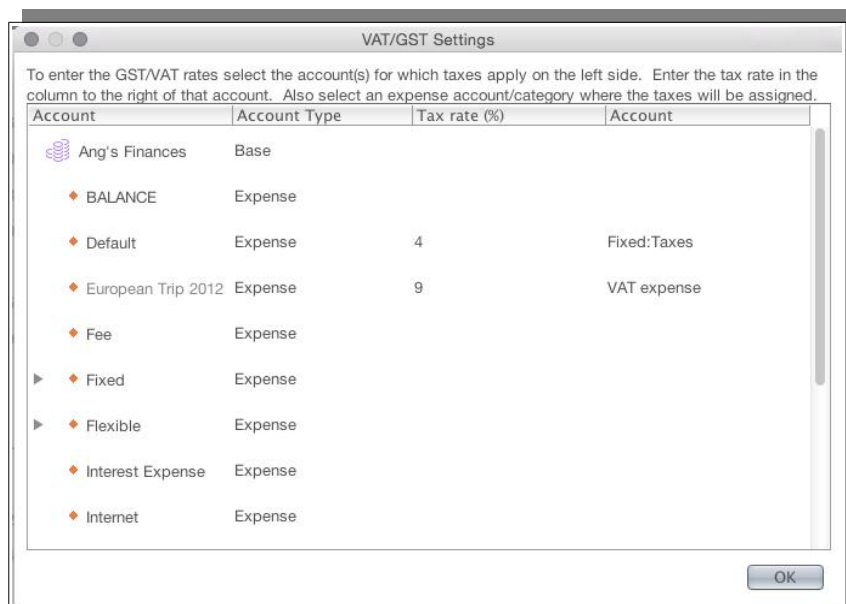 VAT/GST Settings
To enter the GST/VAT rates select the account(s) for which taxes apply on the left side. Enter the tax rate in the
column to the right of that account. Also select an expense account/category where the taxes will be assigned.
Account Account Type Tax rate (%) Account
Ang's Finances Base
BALANCE Expense
Default Expense 4 Fixed:Taxes
European Trip 2012 Expense 9 VAT expense
Fee Expense
Fixed Expense
Flexible Expense
Interest Expense Expense
Internet Expense
OK